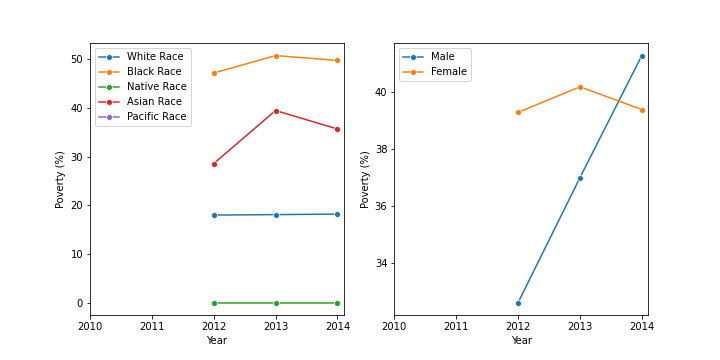 White Race
Black Race
Native Race
Asian Race
Pacific Race
50
40
30
20
10
0
Poverty (%)
2010 2011 2012 2013 2014
Year
Male
Female
40
38
36
34
Poverty (%)
2010 2011 2012 2013 2014
Year